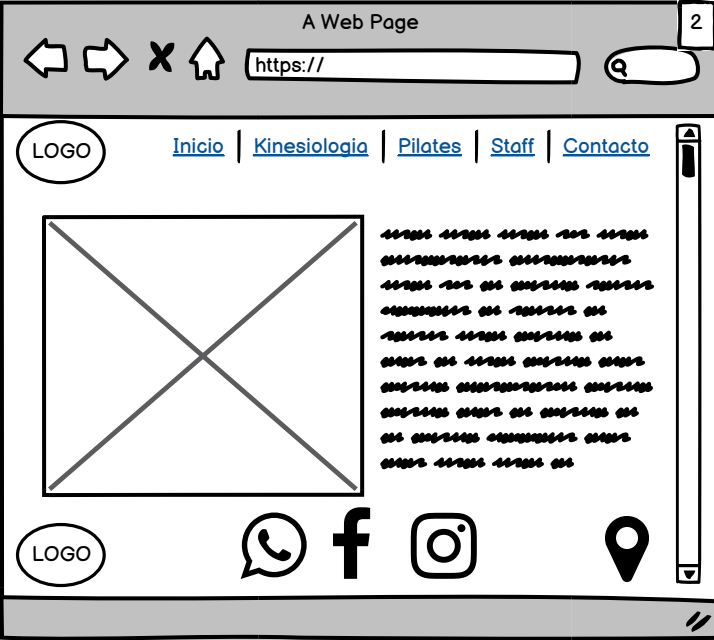 A Web Page
2
https://
LOGO
Inicio | Kinesiologia | Pilates | Staff | Contacto
LOGO